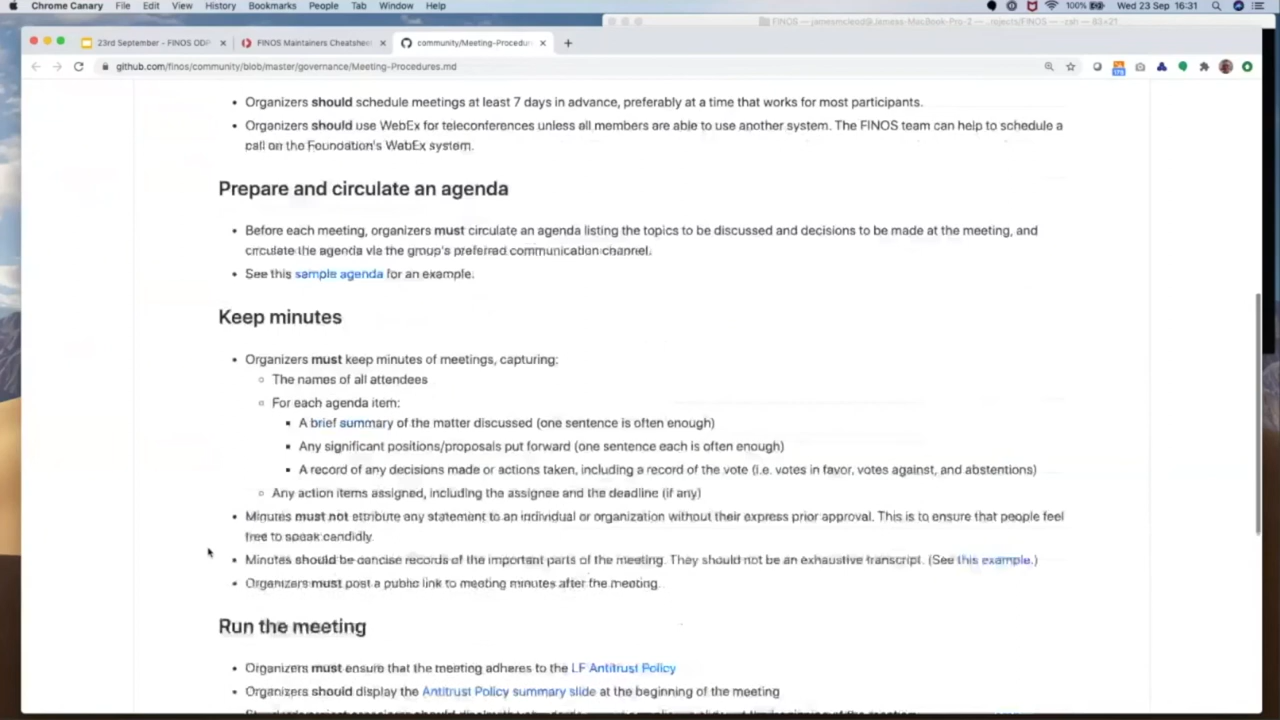 Chrome Canary File Edit View History Bookmarks People Tab Window Help 100% Wed 23 Sep 16:31
23rd September - FINOS ODP FINOS Maintainers Cheatsheet community/Meeting-Procedur
github.com/finos/community/blob/master/governance/Meeting-Procedures.md
Organizers should schedule meetings at least 7 days in advance, preferably at a time that works for most participants.
Organizers should use WebEx for teleconferences unless all members are able to use another system. The FINOS team can help to schedule a
call on the Foundation's WebEx system.
Prepare and circulate an agenda
Before each meeting, organizers must circulate an agenda listing the topics to be discussed and decisions to be made at the meeting, and
circulate the agenda via the group's preferred communication channel.
See this sample agenda for an example.
Keep minutes
Organizers must keep minutes of meetings, capturing:
The names of all attendees
For each agenda item:
A brief summary of the matter discussed (one sentence is often enough)
Any significant positions/proposals put forward (one sentence each is often enough)
A record of any decisions made or actions taken, including a record of the vote (i.e. votes in favor, votes against, and abstentions)
Any action items assigned, including the assignee and the deadline (if any)
Minutes must not attribute any statement to an individual or organization without their express prior approval. This is to ensure that people feel
free to speak candidly.
Minutes should be concise records of the important parts of the meeting. They should not be an exhaustive transcript. (See this example.)
Organizers must post a public link to meeting minutes after the meeting.
Run the meeting
Organizers must ensure that the meeting adheres to the LF Antitrust Policy
Organizers should display the Antitrust Policy summary slide at the beginning of the meeting